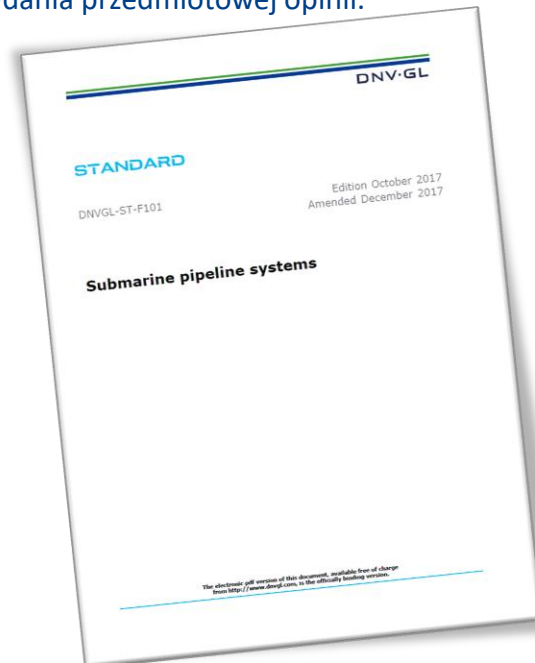 dania przedmiotowej opinii.
DNV·GL
STANDARD
DNVGL-ST-F101
Edition October 2017
Amended December 2017
Submarine pipeline systems
The electronic pdf version of this document, available free of charge
from http://www.dnvgl.com, is the officially binding version.